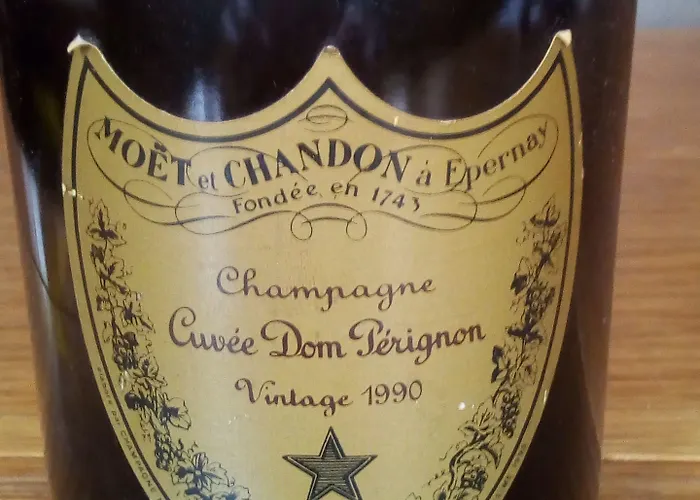 MOËT et CHANDON à Epernay
Fondée en 1743
Champagne
Cuvée Dom Pérignon
Vintage 1990